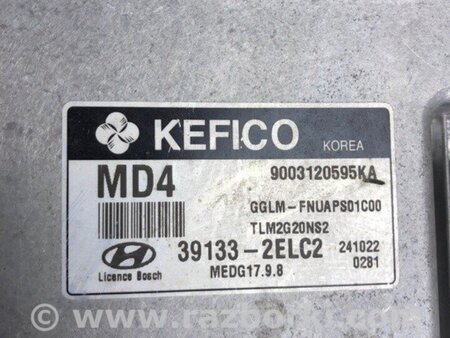 KEFICO KOREA
MD4 9003120595KA
GGLM-FNUAPS01C00
TLM2G20NS2
39133-2ELC2 241022
Licence Bosch MEDG17.9.8 0281
© www.razborki.com